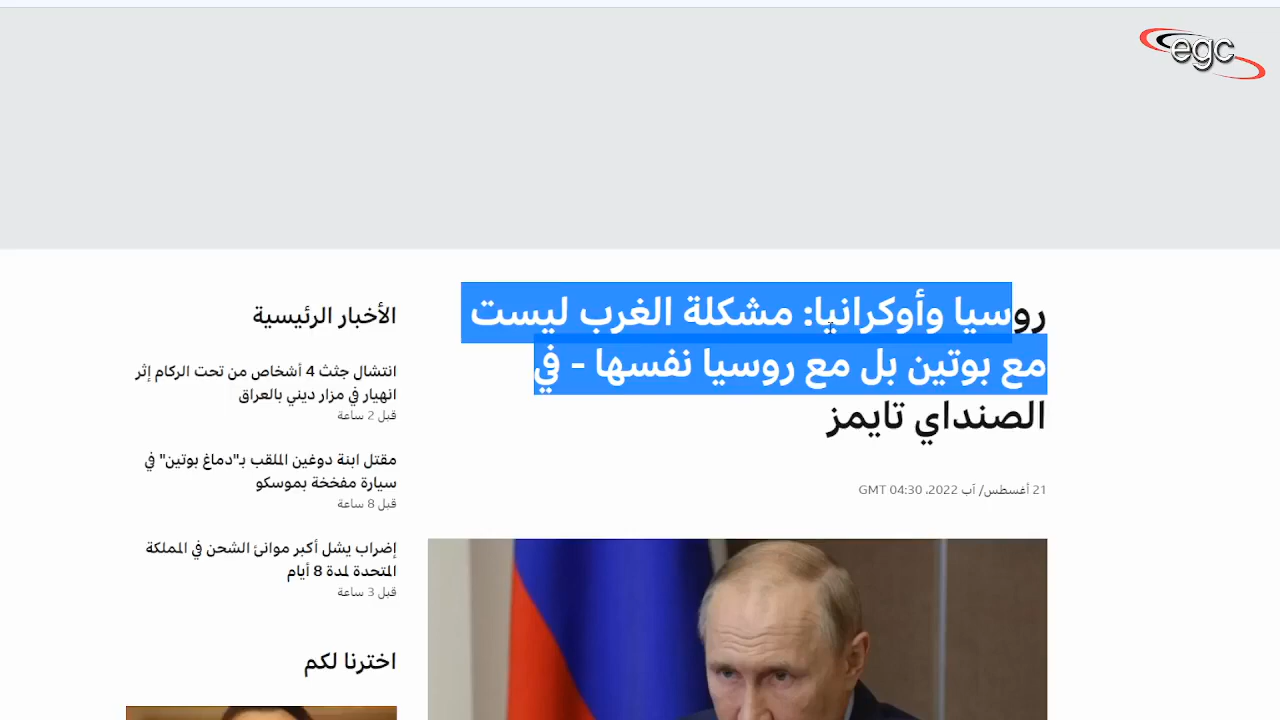 egc
روسيا وأوكرانيا: مشكلة الغرب ليست
مع بوتين بل مع روسيا نفسها - في
الصنداي تايمز
21 أغسطس/ آب 2022، 04:30 GMT
الأخبار الرئيسية
انتشال جثث 4 أشخاص من تحت الركام إثر
انهيار في مزار ديني بالعراق
قبل 2 ساعة
مقتل ابنة دوغين الملقب بـ"دماغ بوتين" في
سيارة مفخخة بموسكو
قبل 8 ساعة
إضراب يشل أكبر موانئ الشحن في المملكة
المتحدة لمدة 8 أيام
قبل 3 ساعة
اخترنا لكم